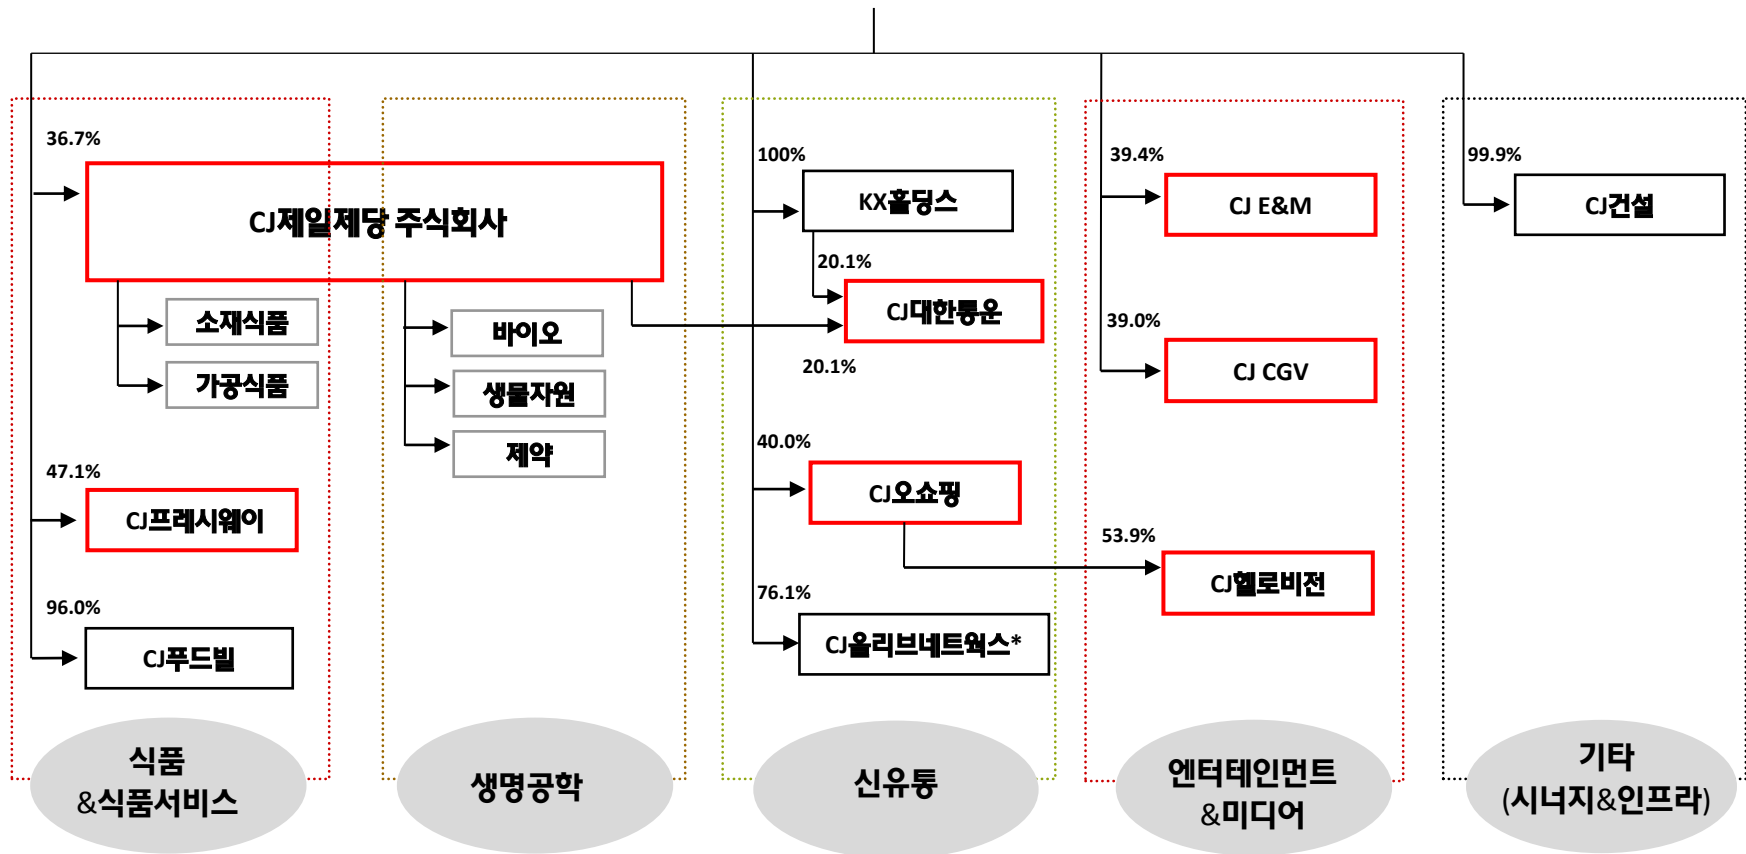 36.7%
CJ제일제당 주식회사
소재식품
가공식품
47.1%
CJ프레시웨이
96.0%
CJ푸드빌
식품
&식품서비스
바이오
생물자원
제약
생명공학
100%
KX홀딩스
20.1%
CJ대한통운
20.1%
40.0%
CJ오쇼핑
76.1%
CJ올리브네트웍스*
신유통
39.4%
CJ E&M
39.0%
CJ CGV
53.9%
CJ헬로비전
엔터테인먼트
&미디어
99.9%
CJ건설
기타
(시너지&인프라)